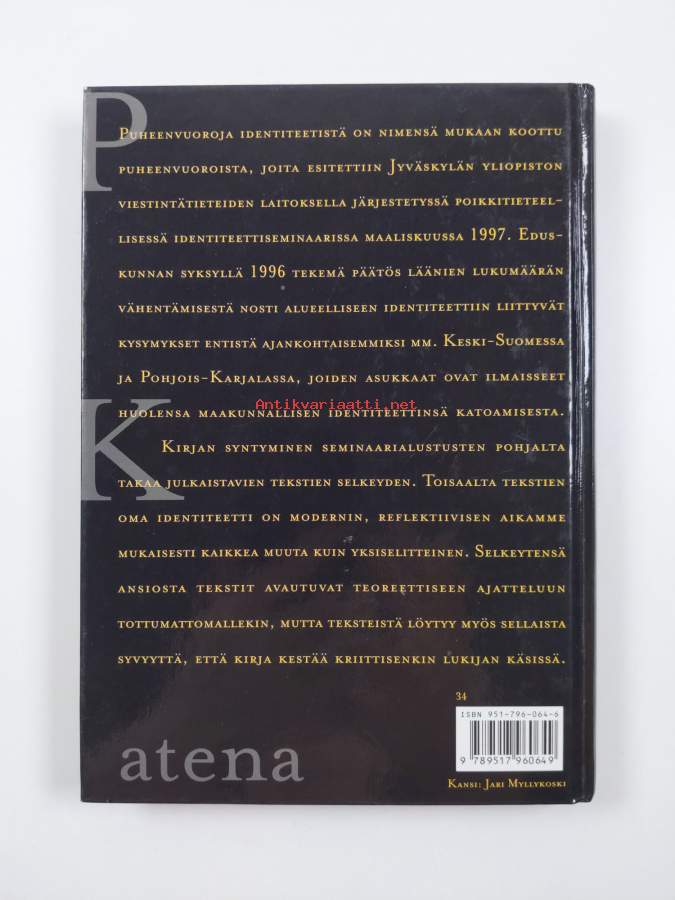 P
PUHEENVUOROJA IDENTITEETISTÄ ON NIMENSÄ MUKAAN KOOTTU
PUHEENVUOROISTA, JOITA ESITETTIIN JYVÄSKYLÄN YLIOPISTON
VIESTINTÄTIETEIDEN LAITOKSELLA JÄRJESTETYSSÄ POIKKITIETEEL-
LISESSÄ IDENTITEETTISEMINAARISSA MAALISKUUSSA 1997. EDUS-
KUNNAN SYKSYLLÄ 1996 TEKEMÄ PÄÄTÖS LÄÄNIEN LUKUMÄÄRÄN
VÄHENTÄMISESTÄ NOSTI ALUEELLISEEN IDENTITEETTIIN LIITTYVÄT
KYSYMYKSET ENTISTÄ AJANKOHTAISEMMIKSI MM. KESKI-SUOMESSA
JA POHJOIS-KARJALASSA, JOIDEN ASUKKAAT OVAT ILMAISSEET
Antikvariaatti.net
HUOLENSA MAAKUNNALLISEN IDENTITEETTINSÄ KATOAMISESTA.
K
KIRJAN SYNTYMINEN SEMINAARIALUSTUSTEN POHJALTA
TAKAA JULKAISTAVIEN TEKSTIEN SELKEYDEN. TOISAALTA TEKSTIEN
OMA IDENTITEETTI ON MODERNIN, REFLEKTIIVISEN AIKAMME
MUKAISESTI KAIKKEA MUUTA KUIN YKSISELITTEINEN. SELKEYTENSÄ
ANSIOSTA TEKSTIT AVAUTUVAT TEOREETTISEEN AJATTELUUN
TOTTUMATTOMALLEKIN, MUTTA TEKSTEISTÄ LÖYTYY MYÖS SELLAISTA
SYVYYTTÄ, ETTÄ KIRJA KESTÄÄ KRIITTISENKIN LUKIJAN KÄSISSÄ.
34
ISBN 951-796-064-6
9 789517 960649
atena
KANSI: JARI MYLLYKOSKI